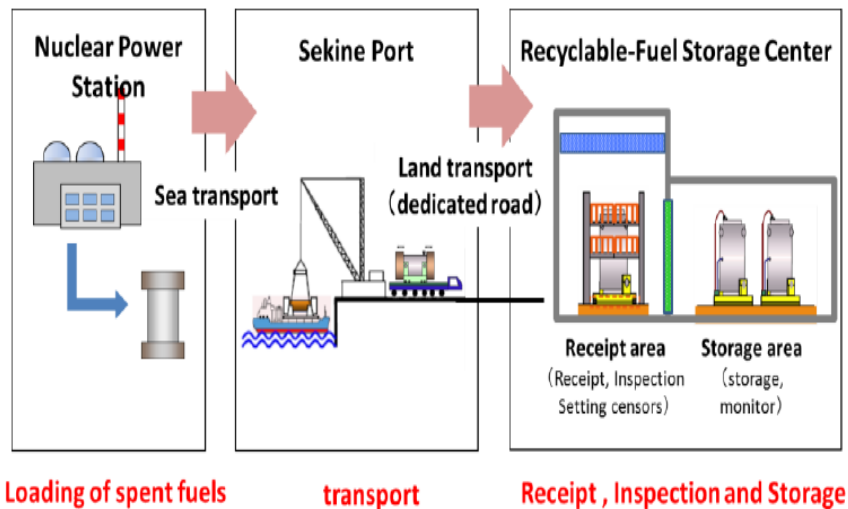 Nuclear Power
Station
Sekine Port
Recyclable-Fuel Storage Center
Sea transport
Land transport
(dedicated road)
Receipt area
(Receipt, Inspection
Setting censors)
Storage area
(storage,
monitor)
Loading of spent fuels
transport
Receipt , Inspection and Storage